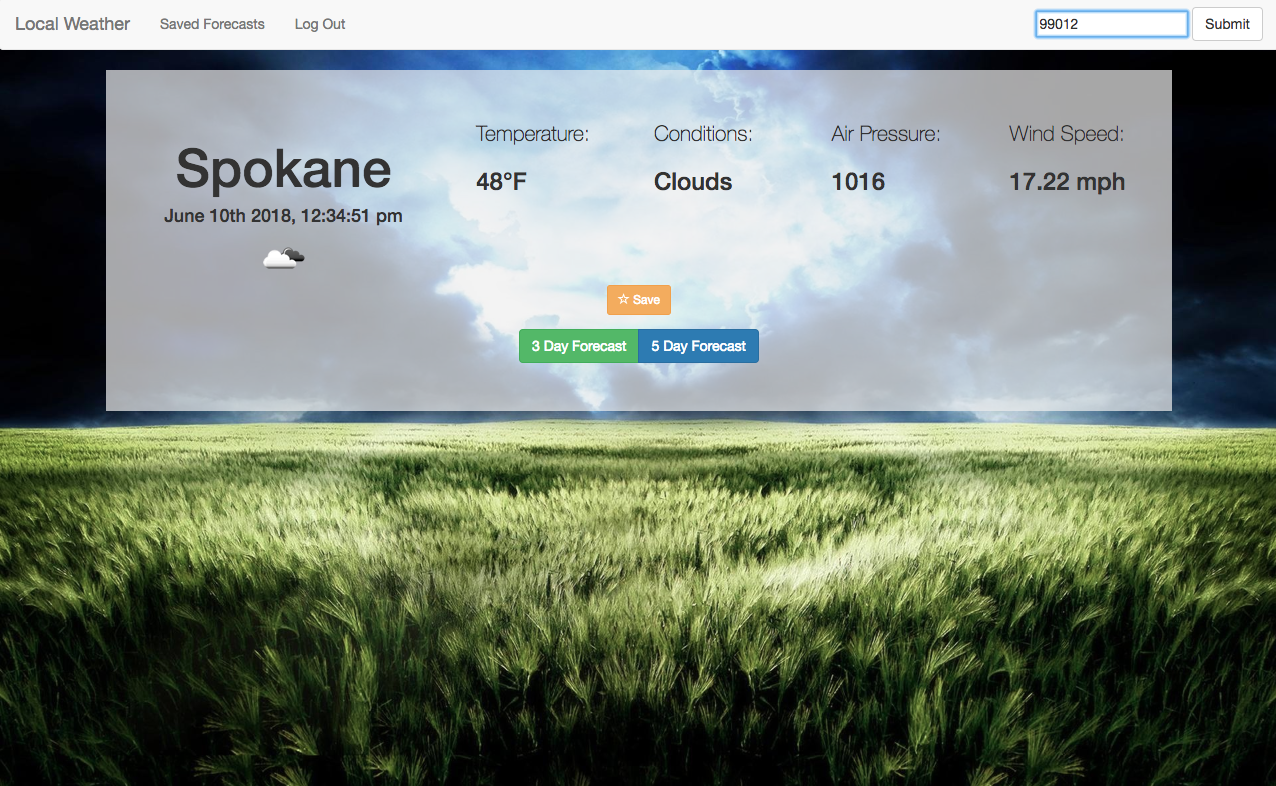 Local Weather Saved Forecasts Log Out 99012 Submit
Spokane
June 10th 2018, 12:34:51 pm
Temperature: Conditions: Air Pressure: Wind Speed:
48°F Clouds 1016 17.22 mph
☆ Save
3 Day Forecast 5 Day Forecast